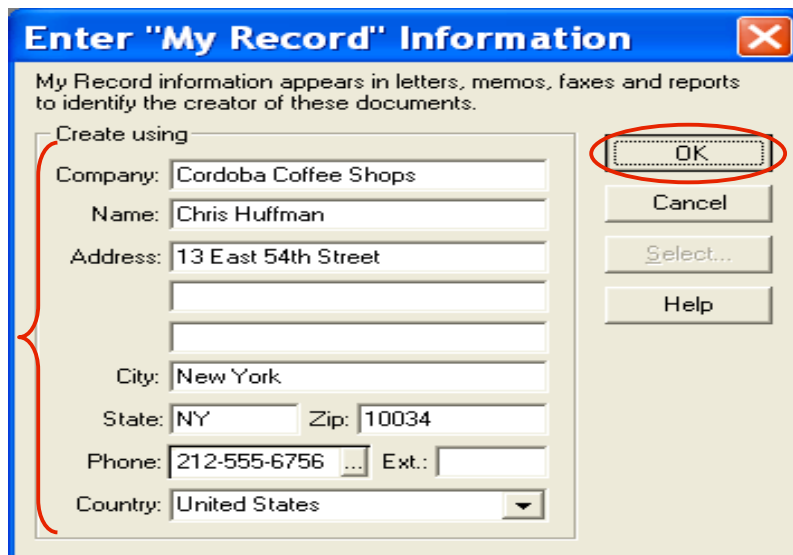 Enter "My Record" Information
My Record information appears in letters, memos, faxes and reports
to identify the creator of these documents.
Create using
Company: Cordoba Coffee Shops
Name: Chris Huffman
Address: 13 East 54th Street
City: New York
State: NY Zip: 10034
Phone: 212-555-6756 ... Ext.:
Country: United States
OK
Cancel
Select...
Help